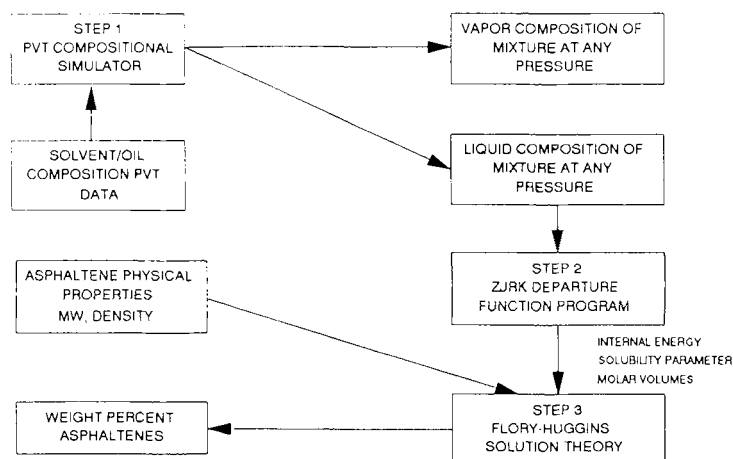 STEP 1
PVT COMPOSITIONAL
SIMULATOR
VAPOR COMPOSITION OF
MIXTURE AT ANY
PRESSURE
SOLVENT/OIL
COMPOSITION PVT
DATA
LIQUID COMPOSITION OF
MIXTURE AT ANY
PRESSURE
ASPHALTENE PHYSICAL
PROPERTIES
MW, DENSITY
STEP 2
ZJRK DEPARTURE
FUNCTION PROGRAM
INTERNAL ENERGY
SOLUBILITY PARAMETER
MOLAR VOLUMES
WEIGHT PERCENT
ASPHALTENES
STEP 3
FLORY-HUGGINS
SOLUTION THEORY